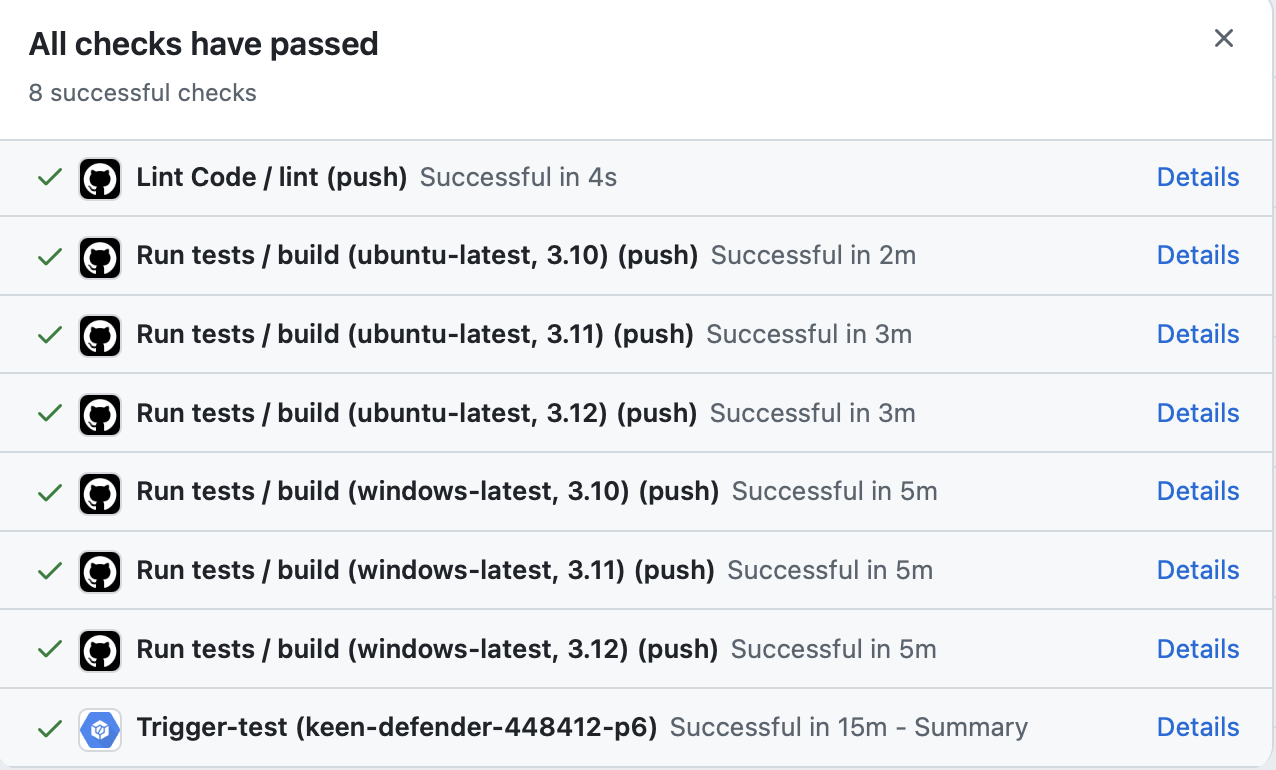 All checks have passed
8 successful checks
Lint Code / lint (push) Successful in 4s Details
Run tests / build (ubuntu-latest, 3.10) (push) Successful in 2m Details
Run tests / build (ubuntu-latest, 3.11) (push) Successful in 3m Details
Run tests / build (ubuntu-latest, 3.12) (push) Successful in 3m Details
Run tests / build (windows-latest, 3.10) (push) Successful in 5m Details
Run tests / build (windows-latest, 3.11) (push) Successful in 5m Details
Run tests / build (windows-latest, 3.12) (push) Successful in 5m Details
Trigger-test (keen-defender-448412-p6) Successful in 15m - Summary Details